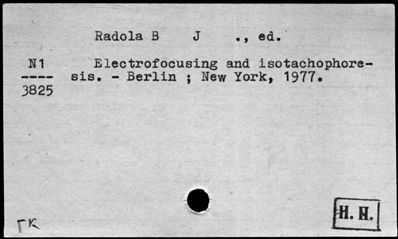 Radola B J ., ed.
N1 Electrofocusing and isotachophore-
---- sis. - Berlin ; New York, 1977.
3825
Н. Н.
ГК